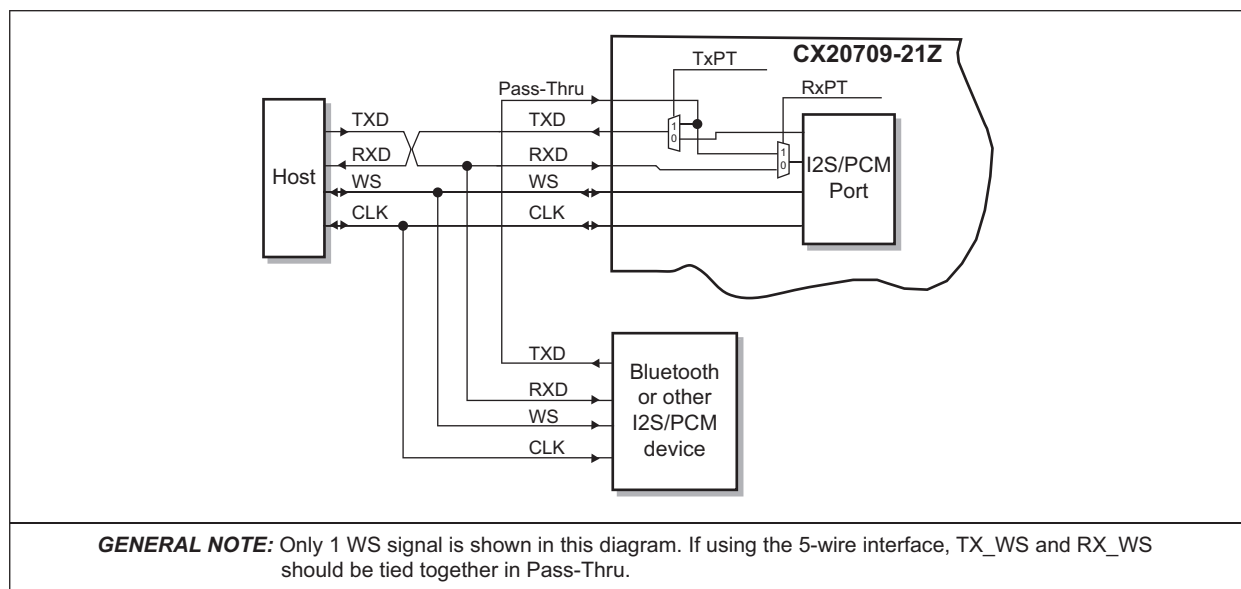 CX20709-21Z
TxPT
RxPT
Pass-Thru
TXD
TXD
1
0
1
0
RXD
RXD
Host
I2S/PCM
Port
WS
WS
CLK
CLK
TXD
Bluetooth
or other
I2S/PCM
device
RXD
WS
CLK
GENERAL NOTE: Only 1 WS signal is shown in this diagram. If using the 5-wire interface, TX_WS and RX_WS
should be tied together in Pass-Thru.